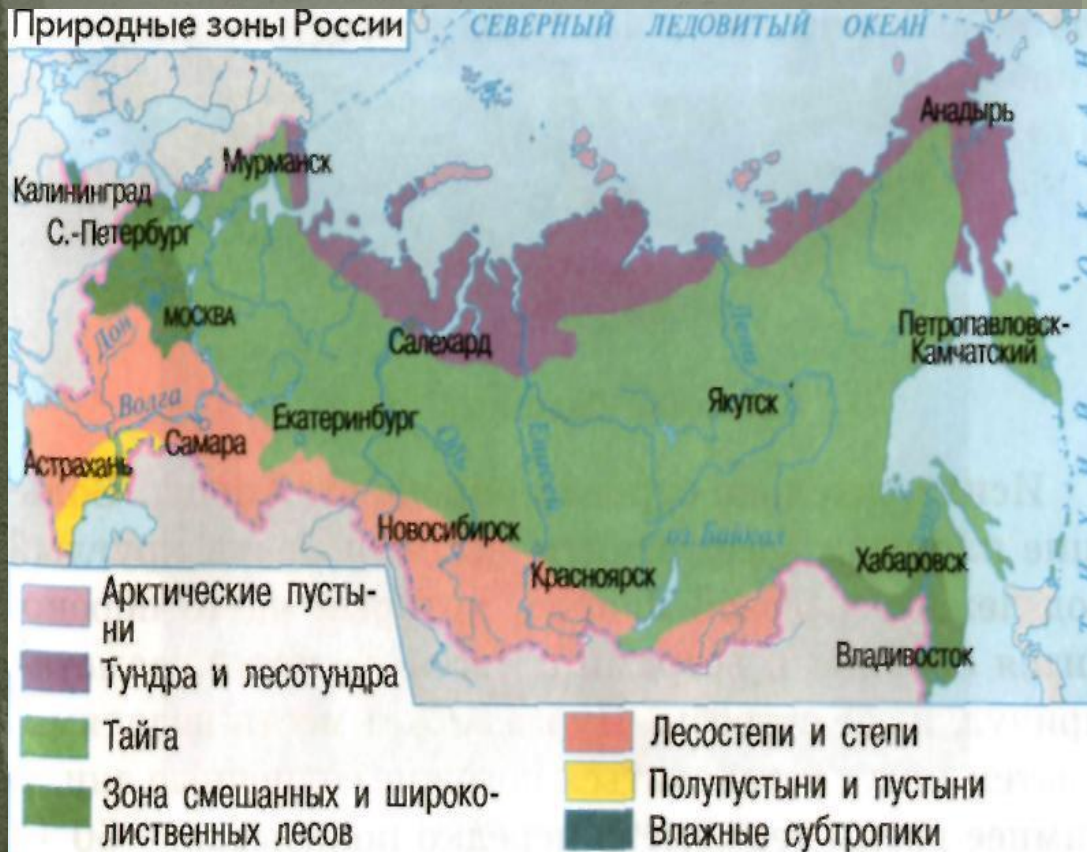 Природные зоны России
СЕВЕРНЫЙ ЛЕДОВИТЫЙ ОКЕАН
Анадырь
Мурманск
Калининград
С.-Петербург
МОСКВА
Дон
Волга
Салехард
Лена
Петропавловск-
Камчатский
Якутск
Екатеринбург
Обь
Енисей
Самара
Астрахань
Новосибирск
оз. Байкал
Красноярск
Хабаровск
Владивосток
Арктические пусты-
ни
Тундра и лесотундра
Тайга
Зона смешанных и широко-
лиственных лесов
Лесостепи и степи
Полупустыни и пустыни
Влажные субтропики